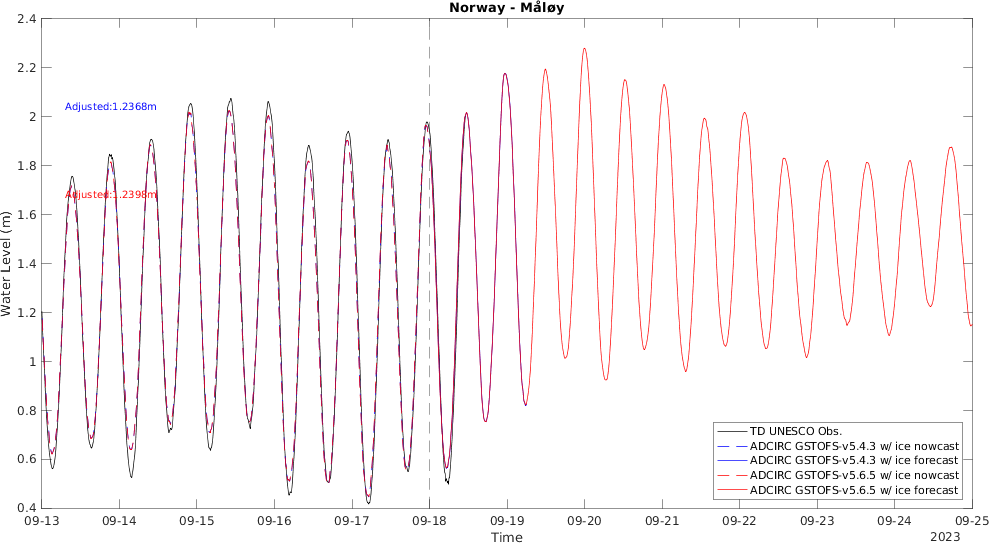 Norway - Måløy
2.4
2.2
2
1.8
1.6
1.4
1.2
1
0.8
0.6
0.4
Water Level (m)
Adjusted:1.2368m
Adjusted:1.2398m
TD UNESCO Obs.
ADCIRC GSTOFS-v5.4.3 w/ ice nowcast
ADCIRC GSTOFS-v5.4.3 w/ ice forecast
ADCIRC GSTOFS-v5.6.5 w/ ice nowcast
ADCIRC GSTOFS-v5.6.5 w/ ice forecast
09-13 09-14 09-15 09-16 09-17 09-18 09-19 09-20 09-21 09-22 09-23 09-24 09-25
Time
2023